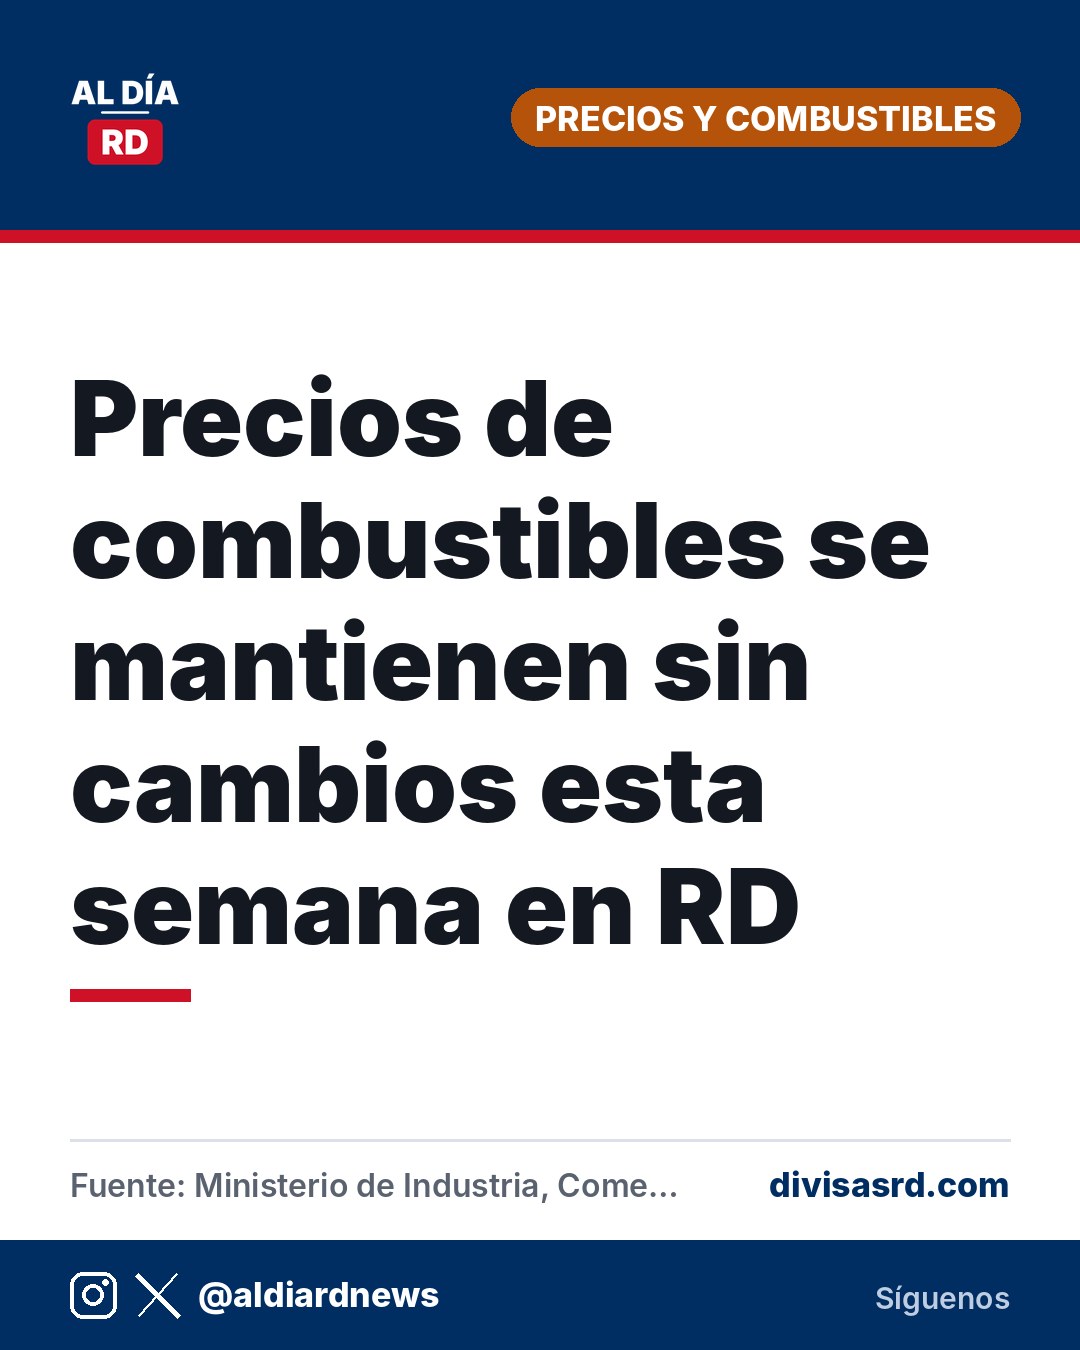 AL DÍA
RD
PRECIOS Y COMBUSTIBLES
Precios de
combustibles se
mantienen sin
cambios esta
semana en RD
Fuente: Ministerio de Industria, Come...
divisasrd.com
@aldiardnews
Síguenos